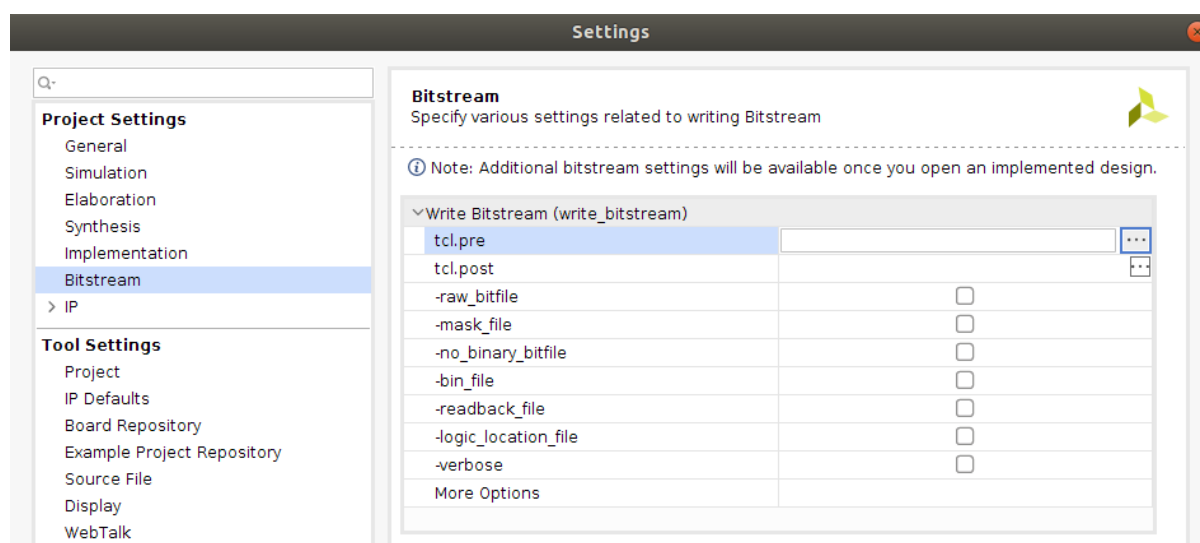 Settings
Project Settings
General
Simulation
Elaboration
Synthesis
Implementation
Bitstream
IP
Tool Settings
Project
IP Defaults
Board Repository
Example Project Repository
Source File
Display
WebTalk
Bitstream
Specify various settings related to writing Bitstream
Note: Additional bitstream settings will be available once you open an implemented design.
Write Bitstream (write_bitstream)
tcl.pre
...
tcl.post
...
-raw_bitfile
-mask_file
-no_binary_bitfile
-bin_file
-readback_file
-logic_location_file
-verbose
More Options